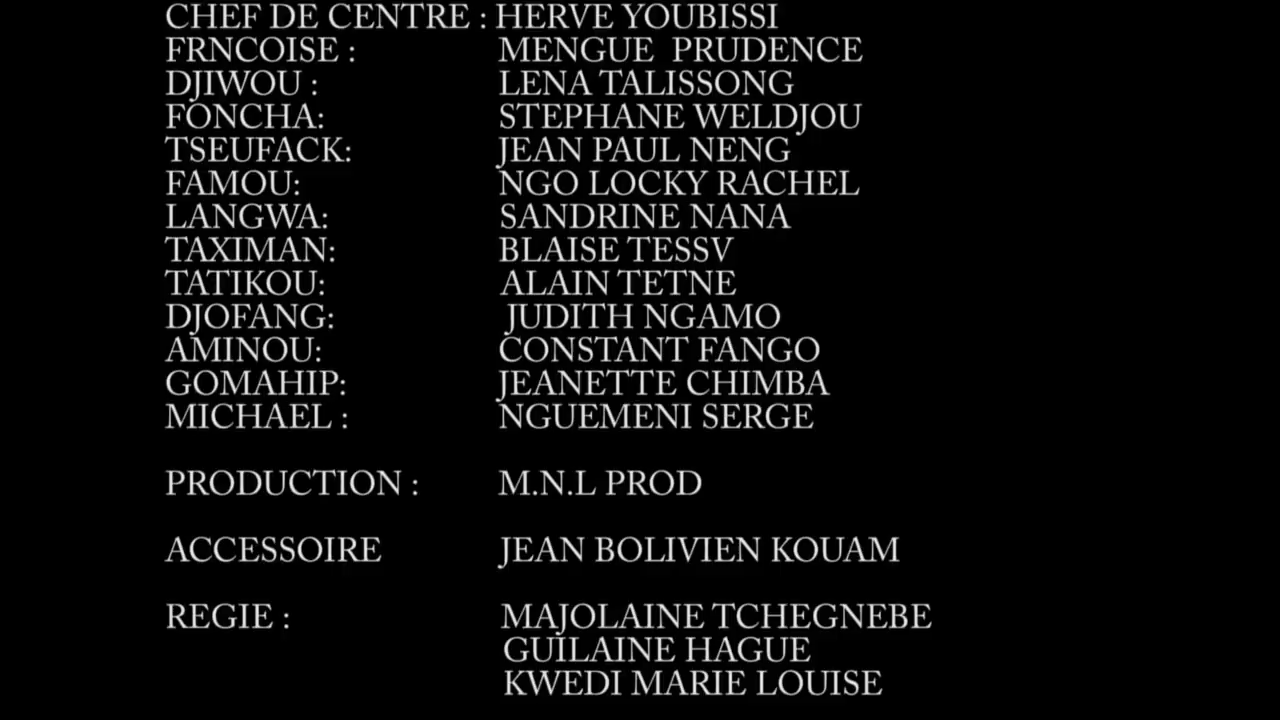 CHEF DE CENTRE : HERVE YOUBISSI
FRNCOISE : MENGUE PRUDENCE
DJIWOU : LENA TALISSONG
FONCHA: STEPHANE WELDJOU
TSEUFACK: JEAN PAUL NENG
FAMOU: NGO LOCKY RACHEL
LANGWA: SANDRINE NANA
TAXIMAN: BLAISE TESSV
TATIKOU: ALAIN TETNE
DJOFANG: JUDITH NGAMO
AMINOU: CONSTANT FANGO
GOMAHIP: JEANETTE CHIMBA
MICHAEL : NGUEMENI SERGE
PRODUCTION : M.N.L PROD
ACCESSOIRE JEAN BOLIVIEN KOUAM
REGIE : MAJOLAINE TCHEGNEBE
GUILAINE HAGUE
KWEDI MARIE LOUISE